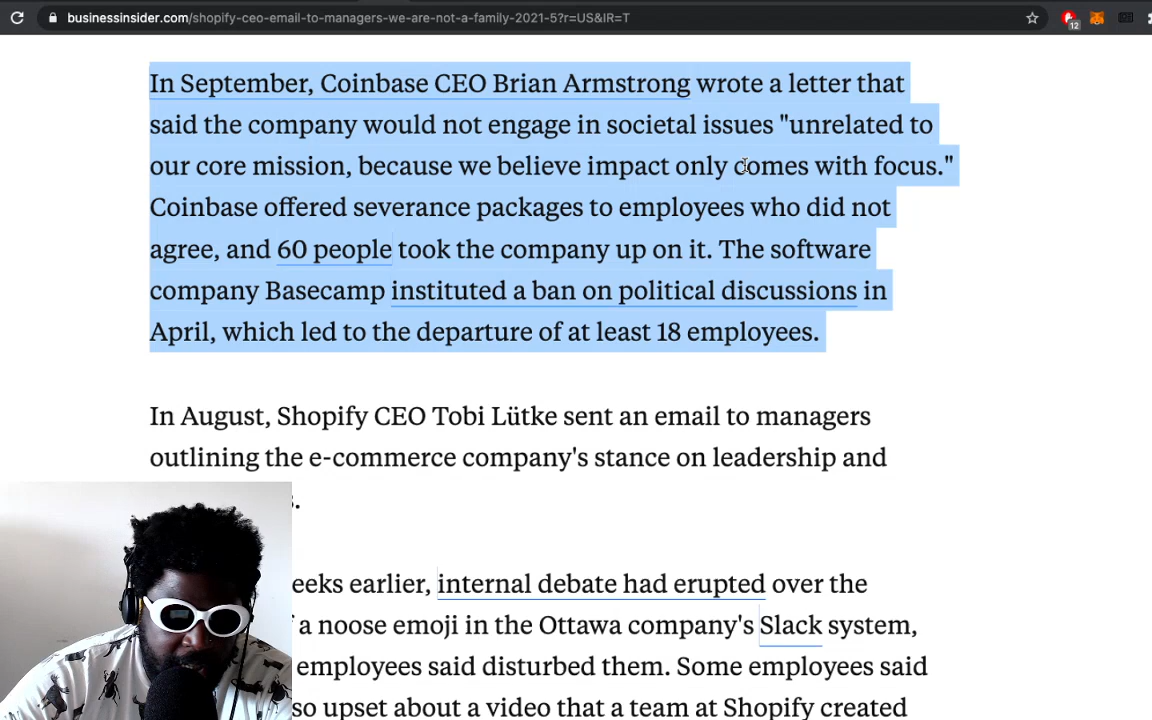 businessinsider.com/shopify-ceo-email-to-managers-we-are-not-a-family-2021-5?r=US&IR=T
12
In September, Coinbase CEO Brian Armstrong wrote a letter that
said the company would not engage in societal issues "unrelated to
our core mission, because we believe impact only comes with focus."
Coinbase offered severance packages to employees who did not
agree, and 60 people took the company up on it. The software
company Basecamp instituted a ban on political discussions in
April, which led to the departure of at least 18 employees.
In August, Shopify CEO Tobi Lütke sent an email to managers
outlining the e-commerce company's stance on leadership and
eeks earlier, internal debate had erupted over the
a noose emoji in the Ottawa company's Slack system,
employees said disturbed them. Some employees said
so upset about a video that a team at Shopify created